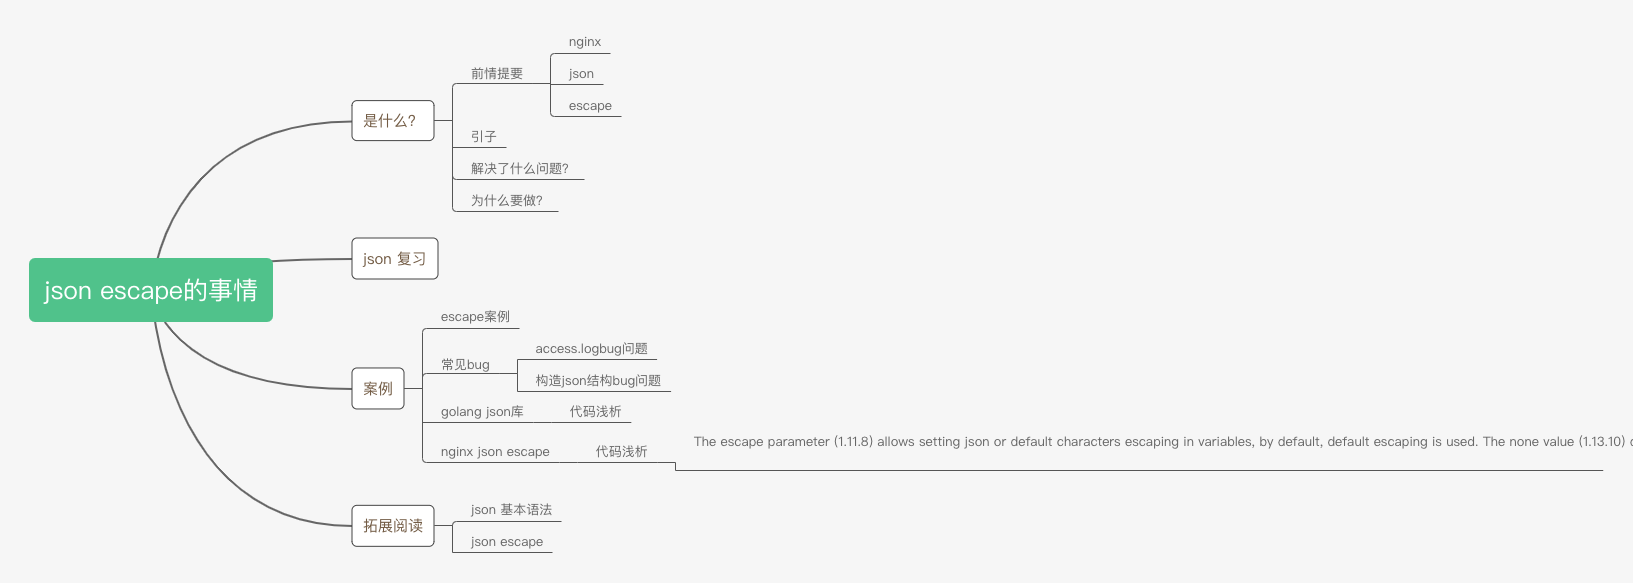 json escape的事情
是什么?
前情提要
nginx
json
escape
引子
解决了什么问题?
为什么要做?
json 复习
案例
escape案例
常见bug
access.logbug问题
构造json结构bug问题
golang json库
代码浅析
nginx json escape
代码浅析
The escape parameter (1.11.8) allows setting json or default characters escaping in variables, by default, default escaping is used. The none value (1.13.10)
拓展阅读
json 基本语法
json escape